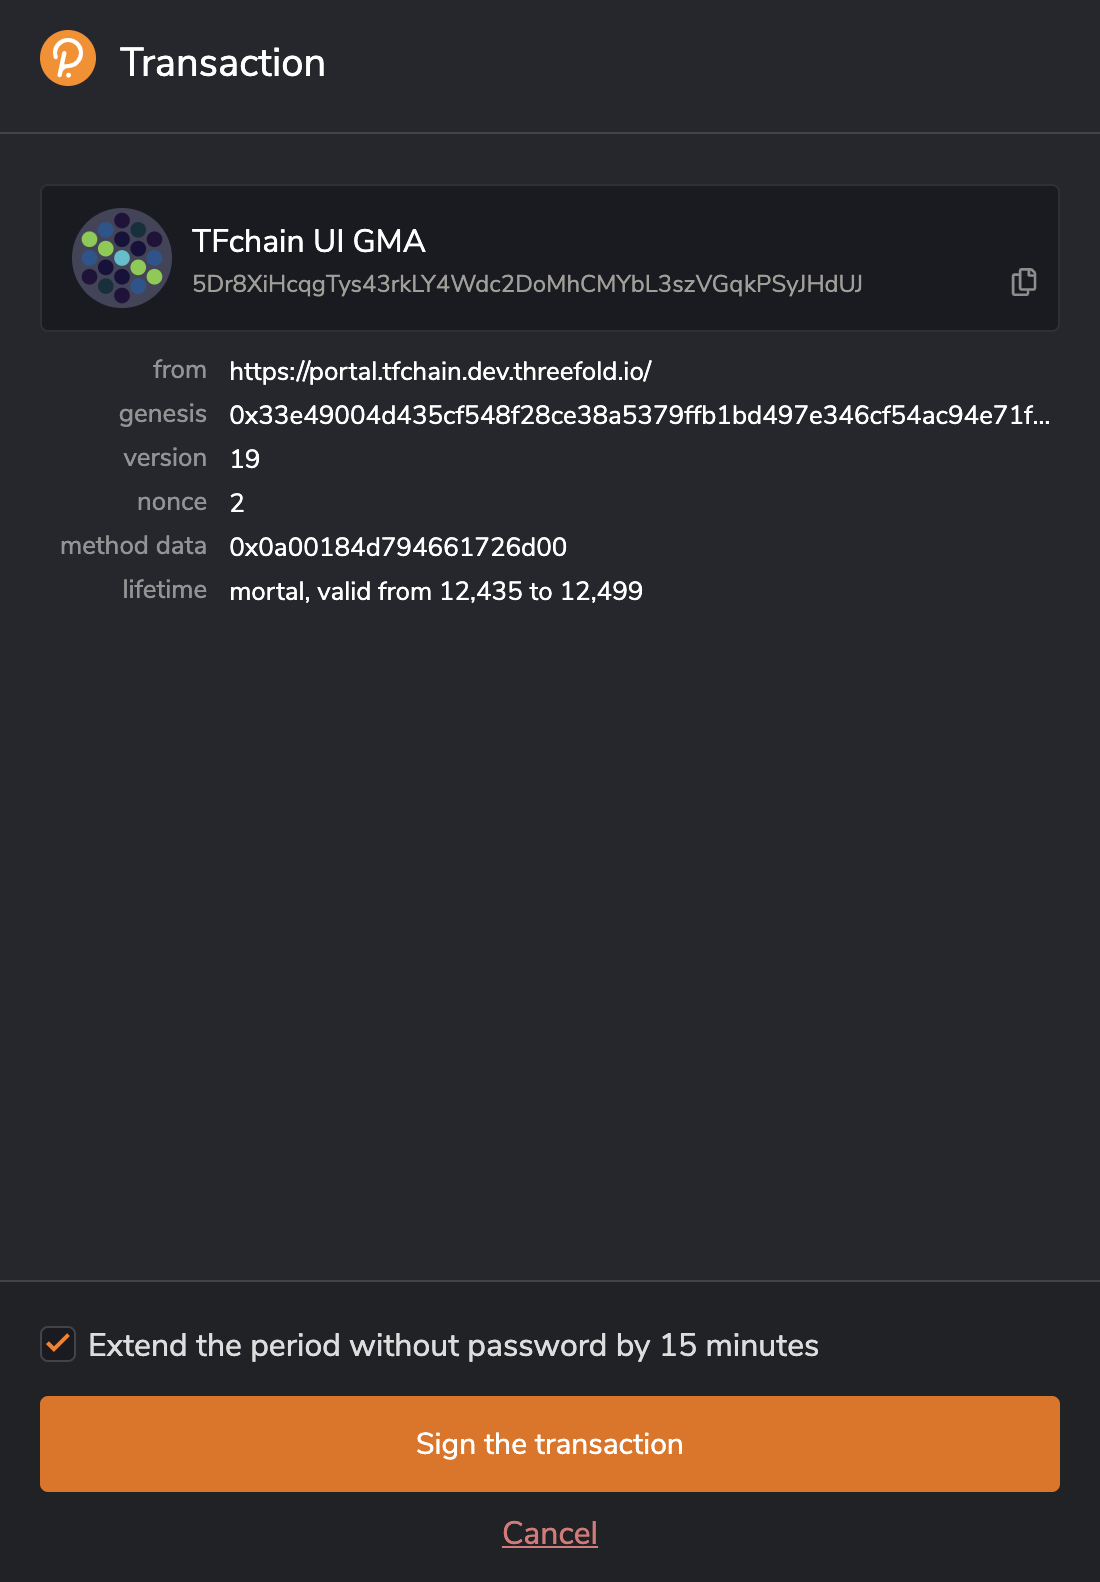 Transaction
TFchain UI GMA
5Dr8XiHcqgTys43rkLY4Wdc2DoMhCMYbL3szVGqkPSyJHdUJ
from https://portal.tfchain.dev.threefold.io/
genesis 0x33e49004d435cf548f28ce38a5379ffb1bd497e346cf54ac94e71f...
version 19
nonce 2
method data 0x0a00184d794661726d00
lifetime mortal, valid from 12,435 to 12,499
Extend the period without password by 15 minutes
Sign the transaction
Cancel